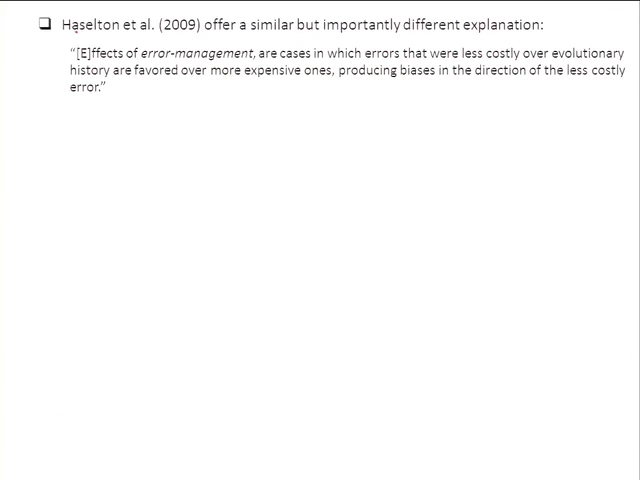 ❑ Haselton et al. (2009) offer a similar but importantly different explanation:
“[E]ffects of error-management, are cases in which errors that were less costly over evolutionary
history are favored over more expensive ones, producing biases in the direction of the less costly
error.”